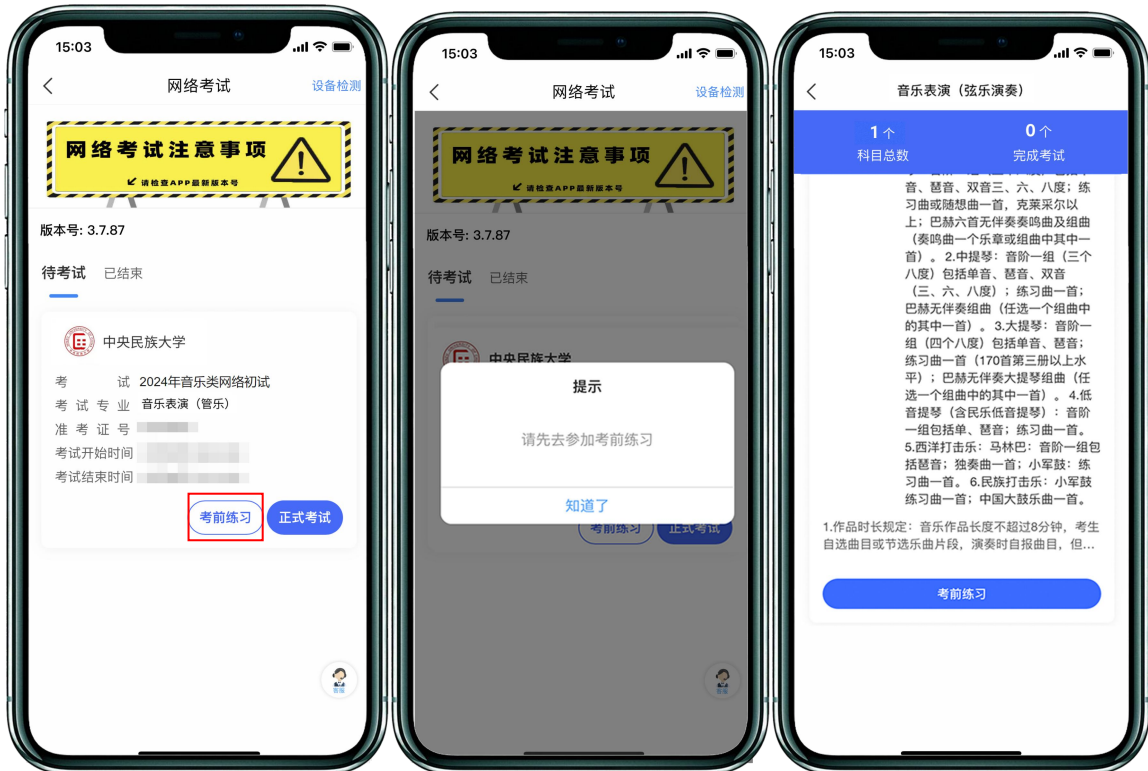 15:03
网络考试
设备检测
网络考试注意事项
请检查APP最新版本号
版本号: 3.7.87
待考试
已结束
中央民族大学
考 试 2024年音乐类网络初试
考试专业 音乐表演（管乐）
准考证号
考试开始时间
考试结束时间
考前练习
正式考试
客服
15:03
网络考试
设备检测
网络考试注意事项
请检查APP最新版本号
版本号: 3.7.87
待考试
已结束
中央民族大学
提示
请先去参加考前练习
知道了
考前练习
正式考试
客服
15:03
音乐表演（弦乐演奏）
1个
0个
科目总数
完成考试
音、琶音、双音三、六、八度；练
习曲或随想曲一首，克莱采尔以
上；巴赫六首无伴奏奏鸣曲及组曲
（奏鸣曲一个乐章或组曲中其中一
首）。2.中提琴：音阶一组（三个
八度）包括单音、琶音、双音
（三、六、八度）；练习曲一首；
巴赫无伴奏组曲（任选一个组曲中
的其中一首）。3.大提琴：音阶一
组（四个八度）包括单音、琶音；
练习曲一首（170首第三册以上水
平）；巴赫无伴奏大提琴组曲（任
选一个组曲中的其中一首）。4.低
音提琴（含民乐低音提琴）：音阶
一组包括单、琶音；练习曲一首。
5.西洋打击乐：马林巴：音阶一组包
括琶音；独奏曲一首；小军鼓：练
习曲一首。6.民族打击乐：小军鼓
练习曲一首；中国大鼓乐曲一首。
1.作品时长规定：音乐作品长度不超过8分钟，考生
自选曲目或节选乐曲片段，演奏时自报曲目，但...
考前练习